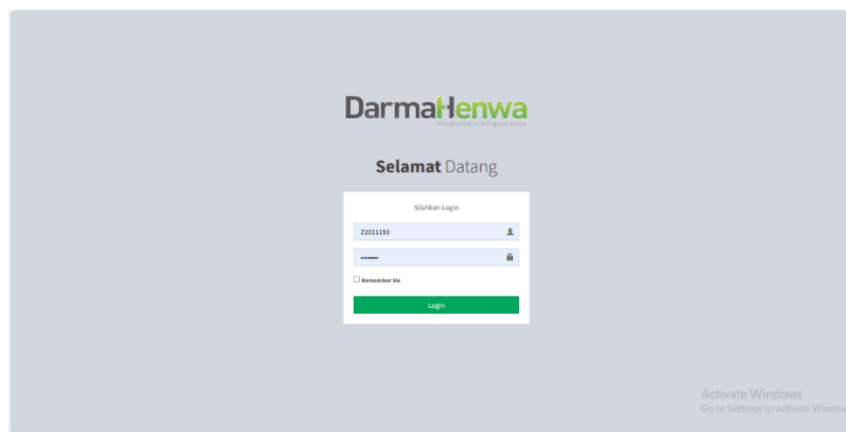 DarmaHenwa
integrated mining services
Selamat Datang
Silahkan Login
Z2011193
Remember Me
Login
Activate Windows
Go to Settings to activate Window